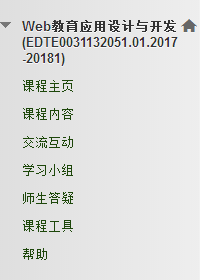 Web教育应用设计与开发
(EDTE0031132051.01.2017
-20181)
课程主页
课程内容
交流互动
学习小组
师生答疑
课程工具
帮助